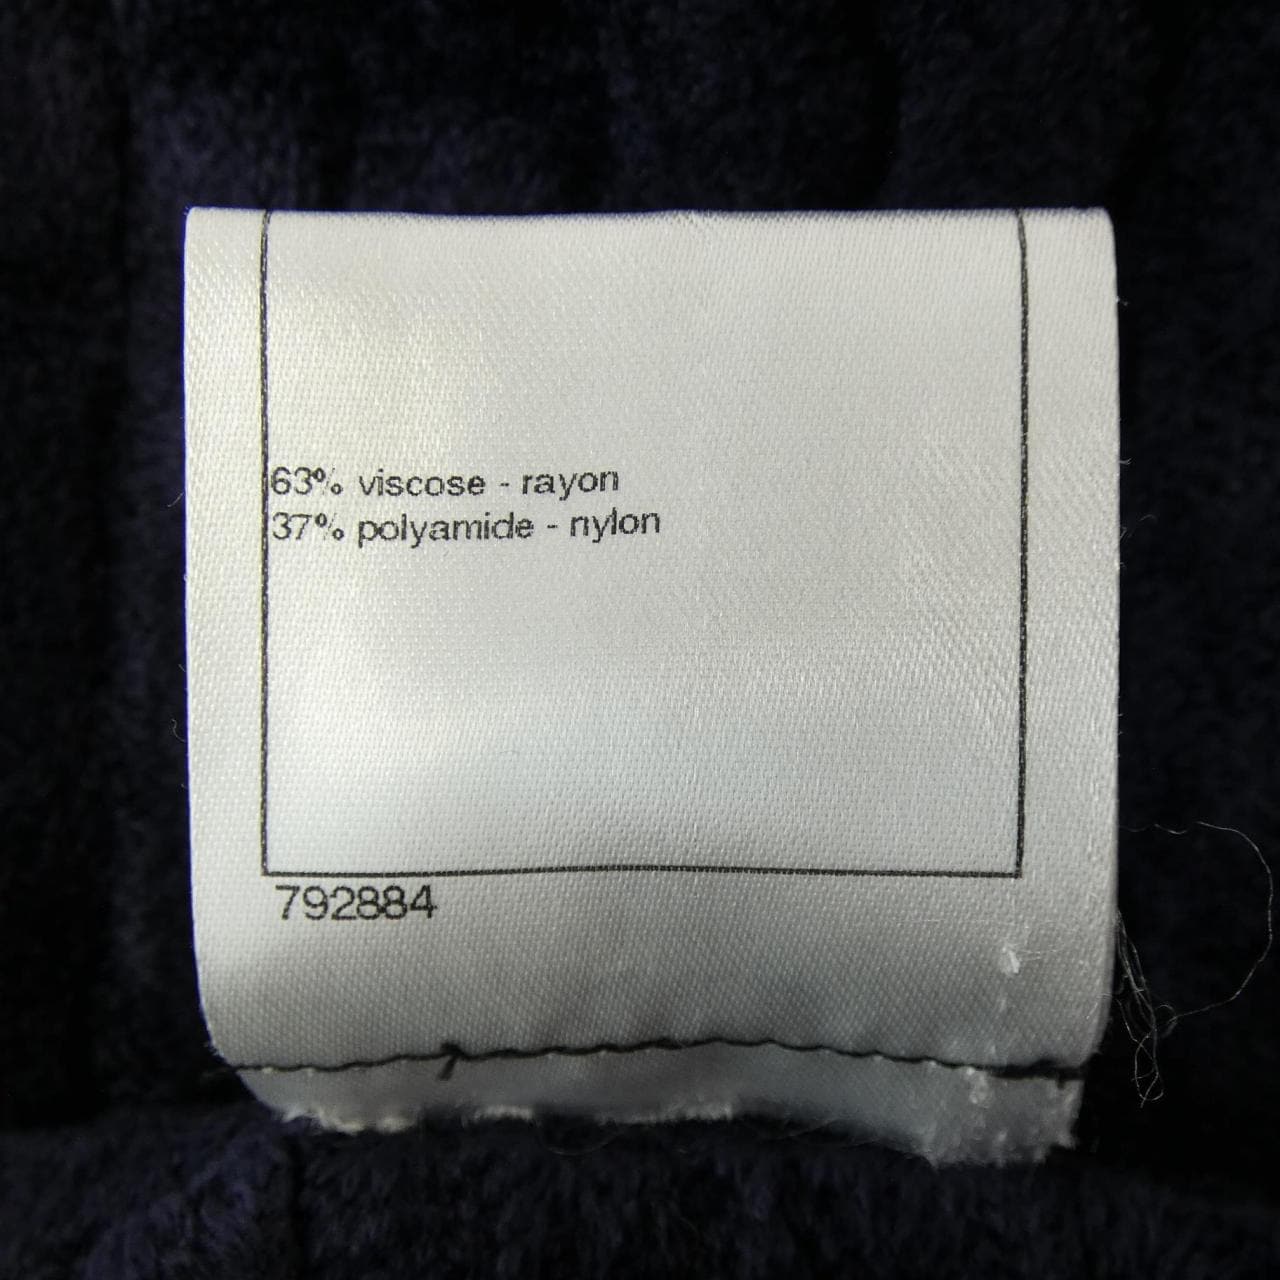 63% viscose - rayon
37% polyamide - nylon
792884